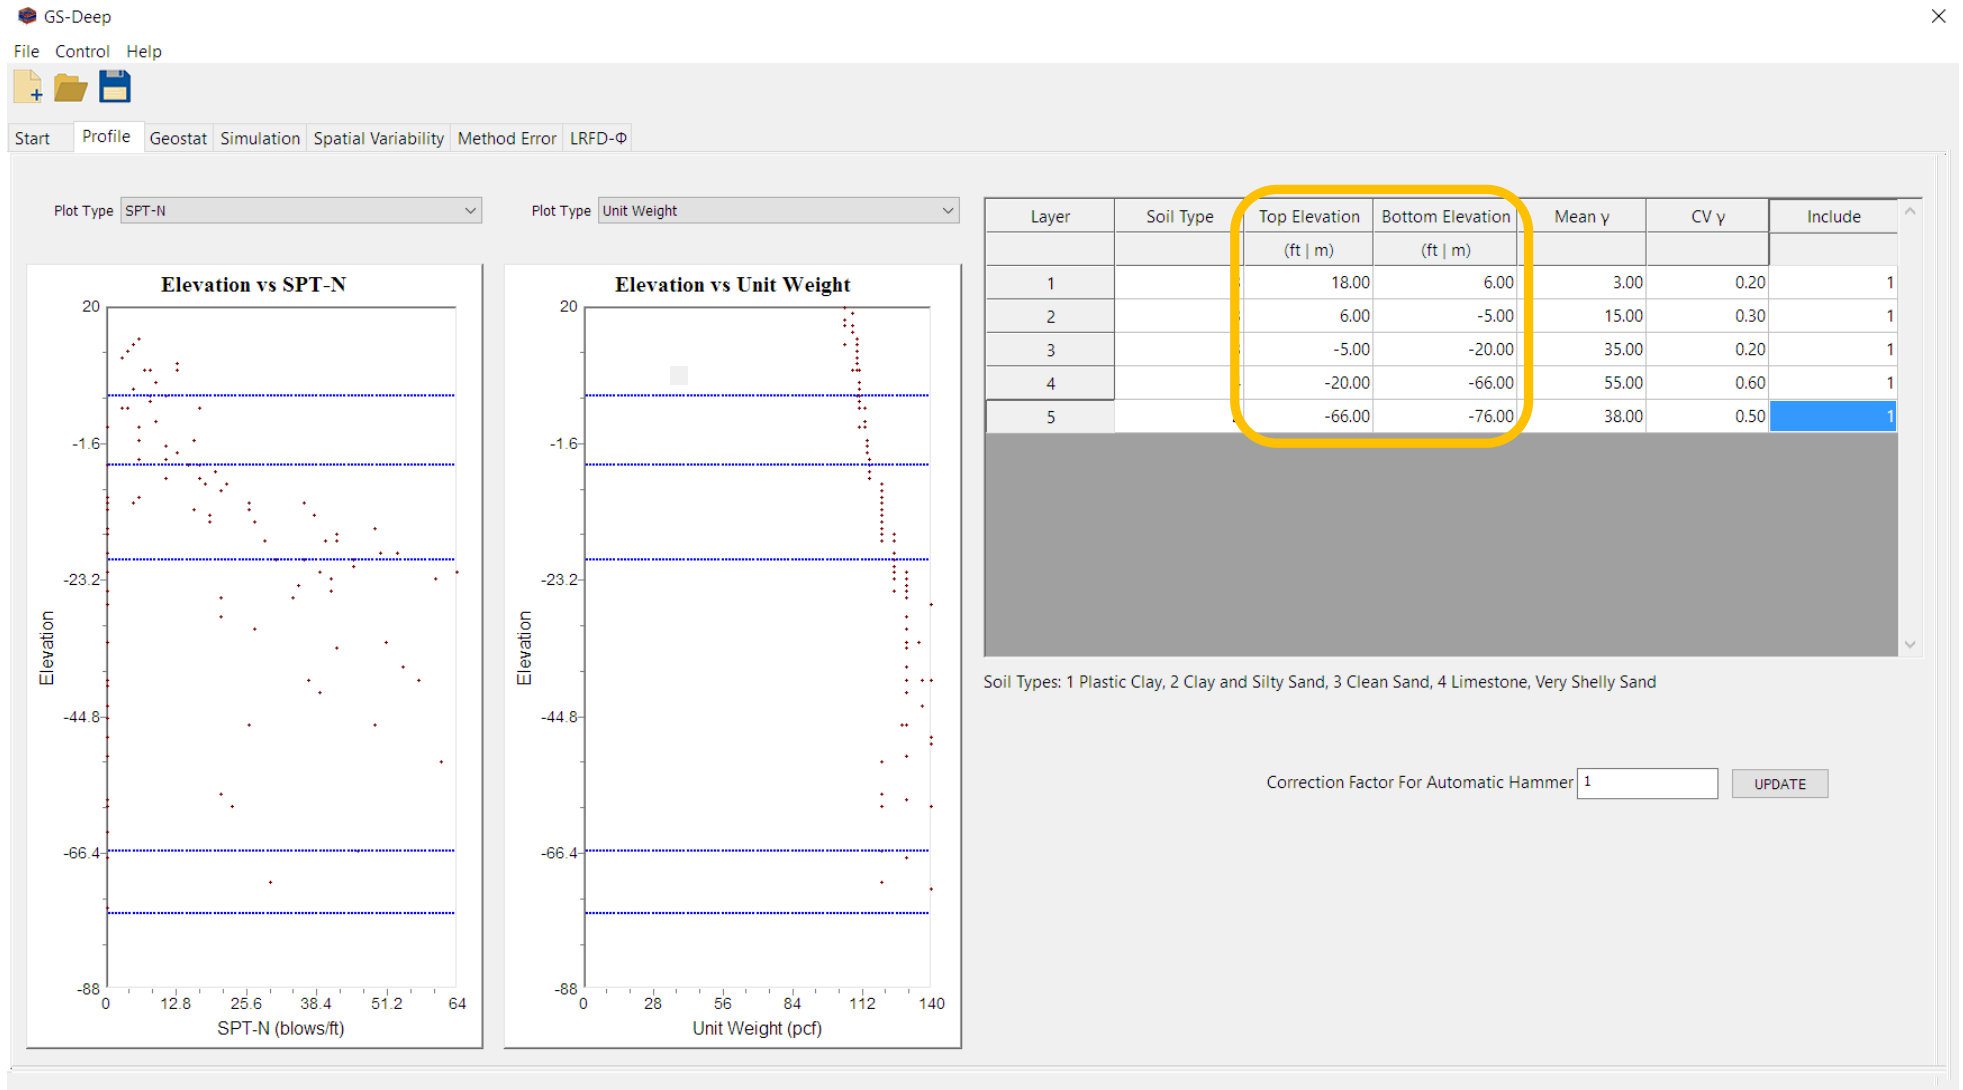 GS-Deep
File Control Help
Start Profile Geostat Simulation Spatial Variability Method Error LRFD-Φ
Plot Type SPT-N
Plot Type Unit Weight
Elevation vs SPT-N
20
-1.6
-23.2
-44.8
-66.4
-88
0 12.8 25.6 38.4 51.2 64
Elevation
SPT-N (blows/ft)
Elevation vs Unit Weight
20
-1.6
-23.2
-44.8
-66.4
-88
0 28 56 84 112 140
Elevation
Unit Weight (pcf)
Layer Soil Type Top Elevation Bottom Elevation Mean γ CV γ Include
(ft | m) (ft | m)
1 18.00 6.00 3.00 0.20 1
2 6.00 -5.00 15.00 0.30 1
3 -5.00 -20.00 35.00 0.20 1
4 -20.00 -66.00 55.00 0.60 1
5 -66.00 -76.00 38.00 0.50 1
Soil Types: 1 Plastic Clay, 2 Clay and Silty Sand, 3 Clean Sand, 4 Limestone, Very Shelly Sand
Correction Factor For Automatic Hammer 1 UPDATE